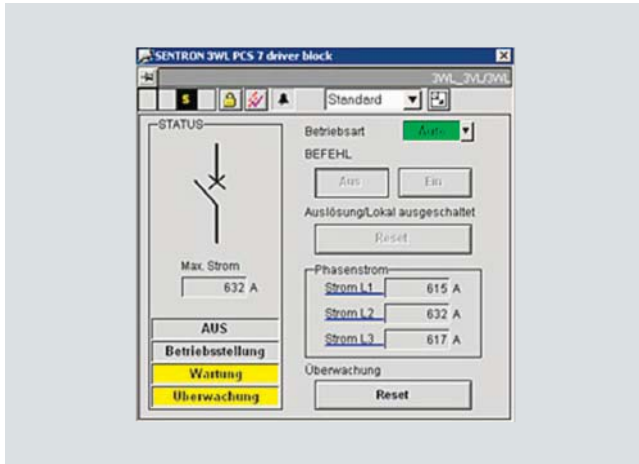 SENTRON 3WL PCS 7 driver block
3WL_3VL/3WL
S
Standard
STATUS
Betriebsart
Auto
BEFEHL
Aus
Ein
Auslösung/Lokal ausgeschaltet
Reset
Max. Strom
632 A
Phasenstrom
Strom L1 615 A
Strom L2 632 A
Strom L3 617 A
AUS
Betriebsstellung
Wartung
Überwachung
Überwachung
Reset